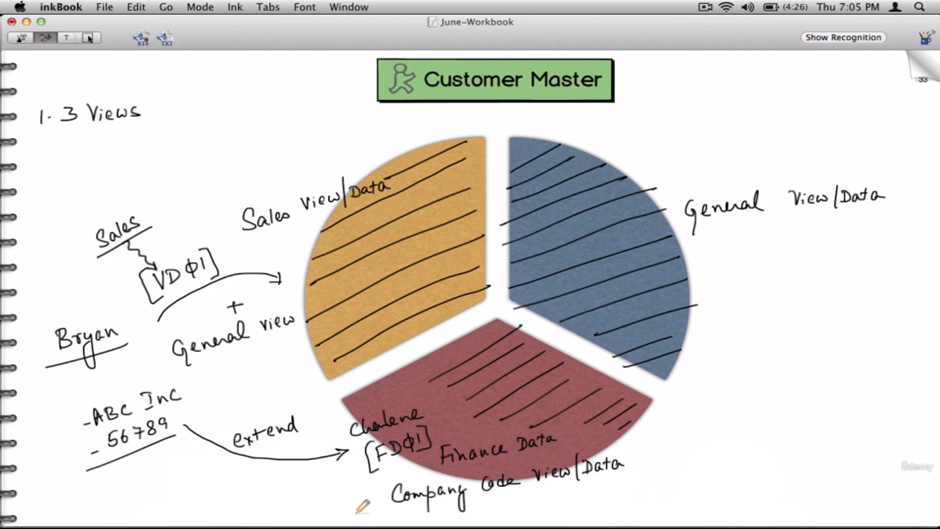 inkBook File Edit Go Mode Ink Tabs Font Window (4:26) Thu 7:05 PM
June-Workbook
T Show Recognition
33
Customer Master
1. 3 Views
Sales View/Data
General View/Data
Sales
[VDØ1]
+
General View
Bryan
-ABC Inc
- 56789
extend
Chalene
[FDØ1] Finance Data
Company Code View/Data
Udemy